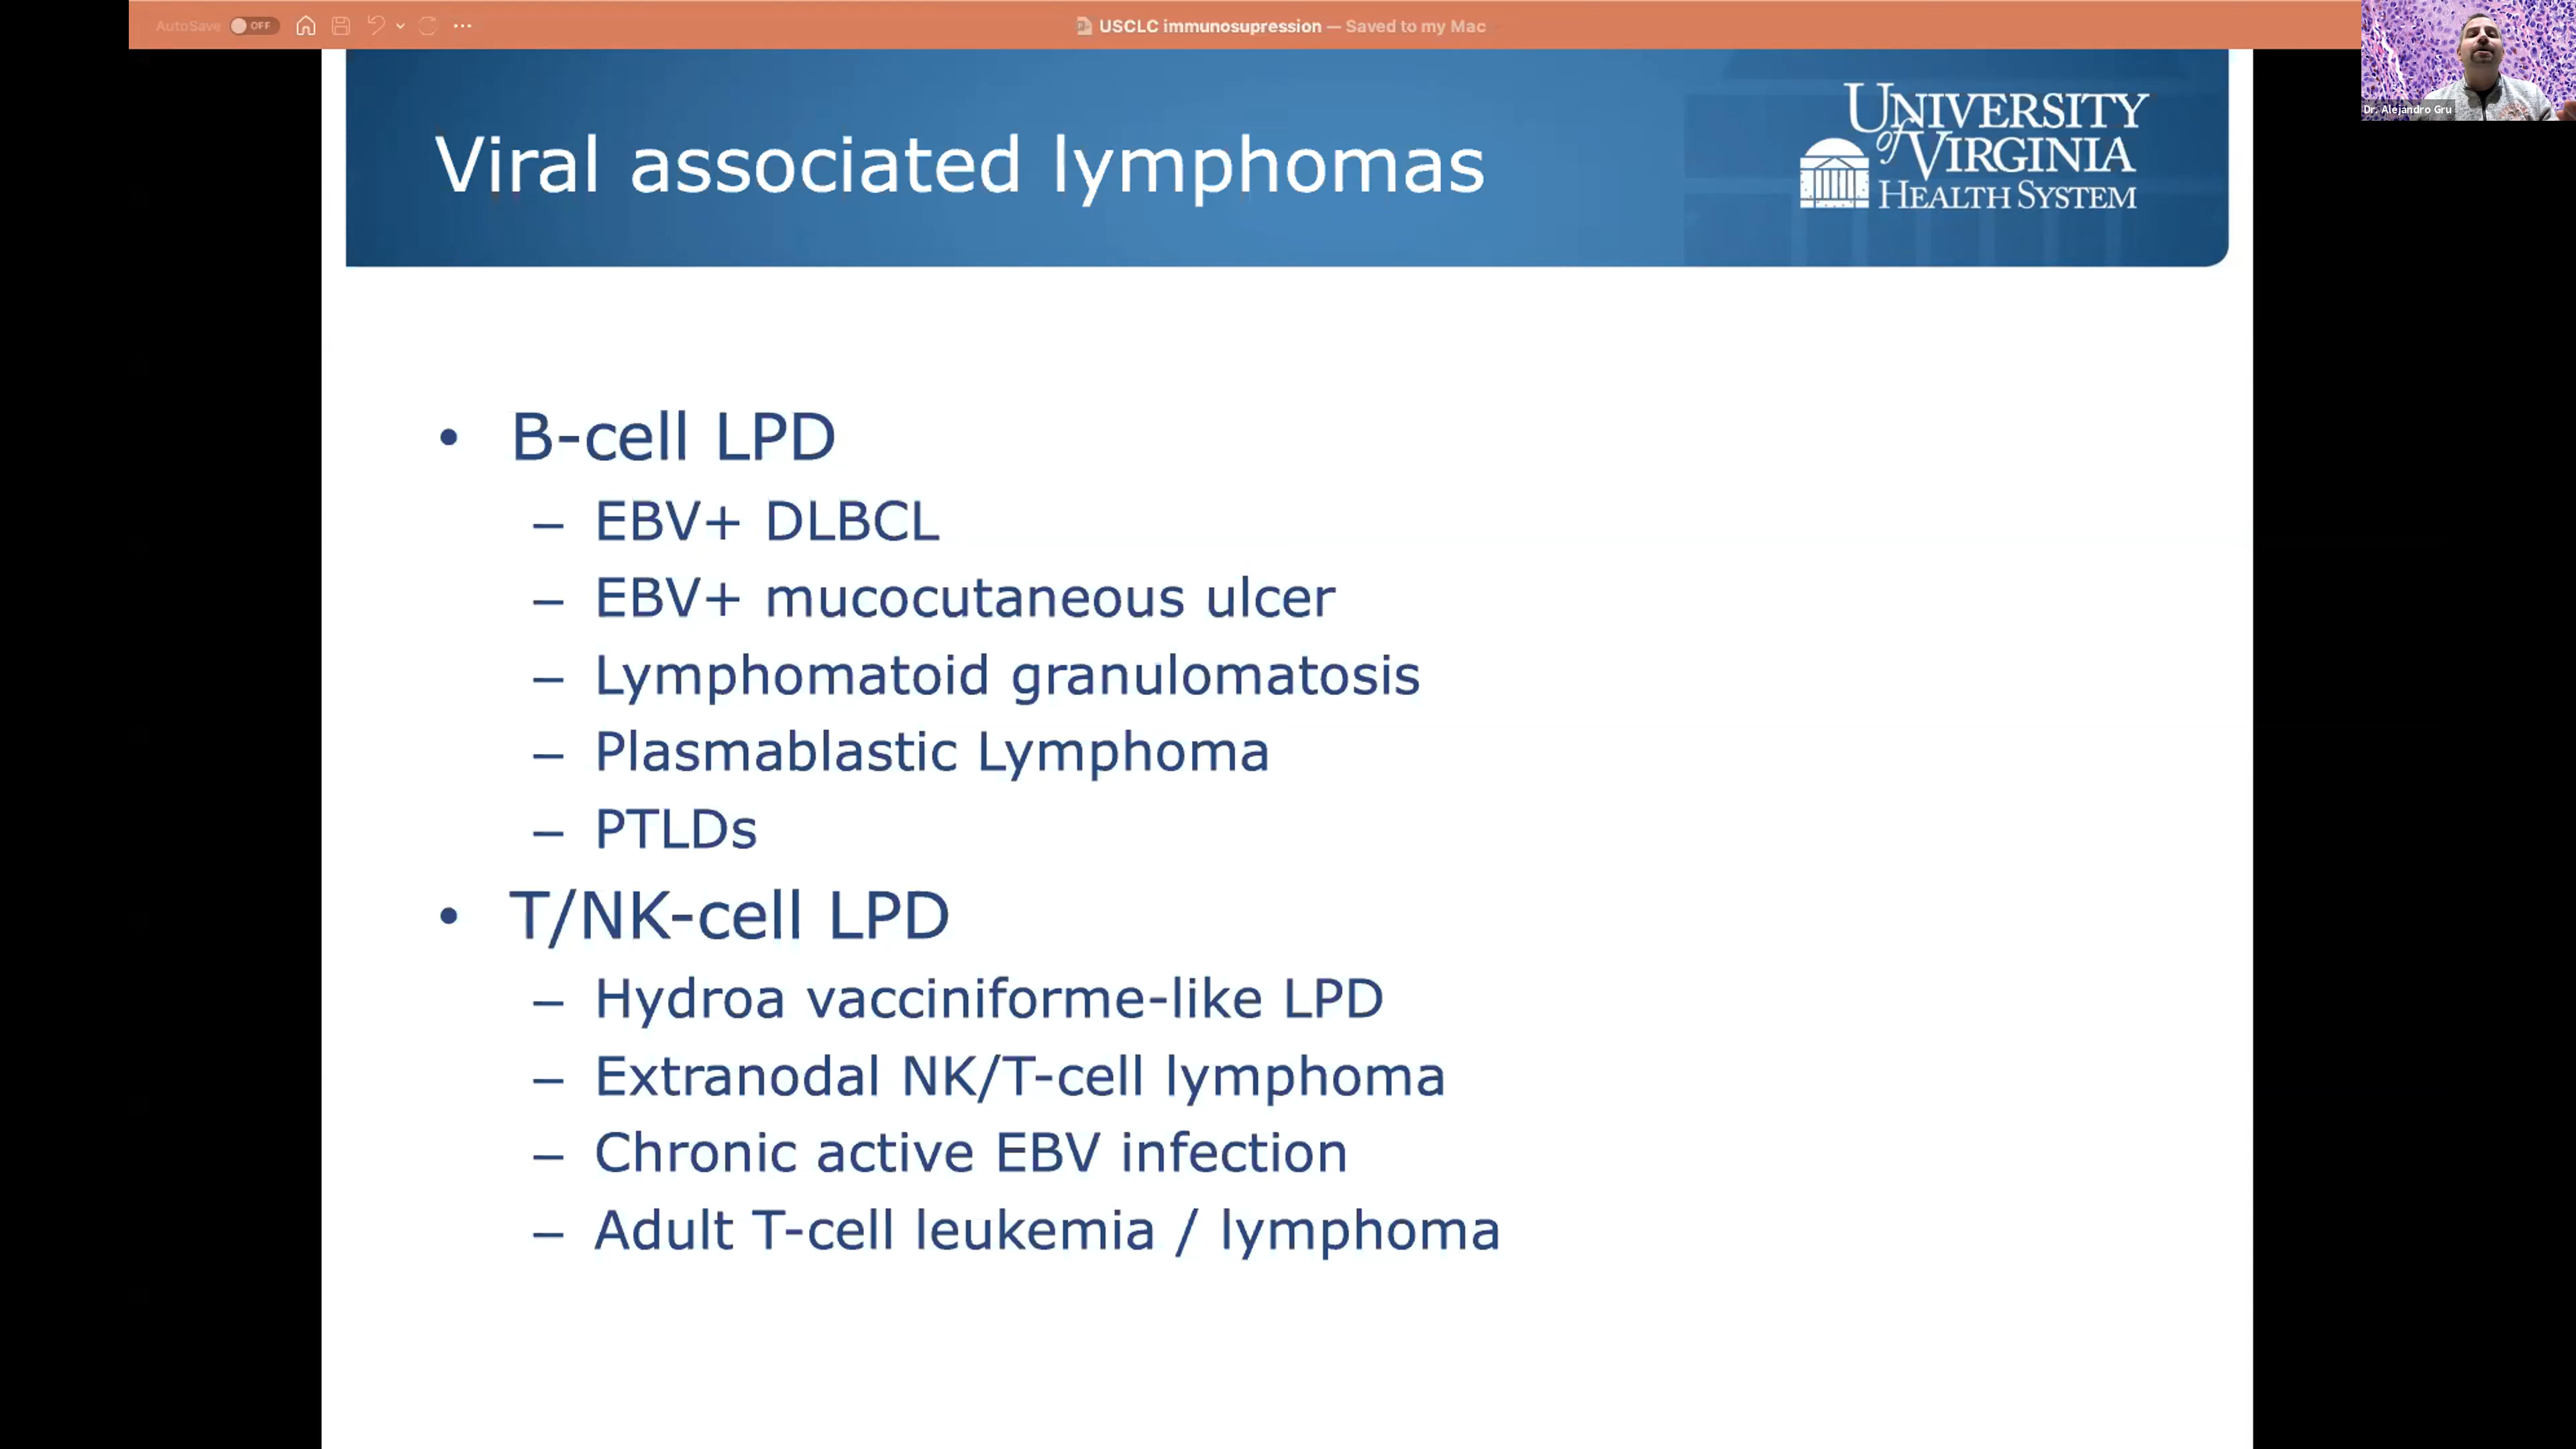 AutoSave OFF
USCLC immunosupression — Saved to my Mac
Dr. Alejandro Gru
Viral associated lymphomas
UNIVERSITY
of VIRGINIA
HEALTH SYSTEM
• B-cell LPD
– EBV+ DLBCL
– EBV+ mucocutaneous ulcer
– Lymphomatoid granulomatosis
– Plasmablastic Lymphoma
– PTLDs
• T/NK-cell LPD
– Hydroa vacciniforme-like LPD
– Extranodal NK/T-cell lymphoma
– Chronic active EBV infection
– Adult T-cell leukemia / lymphoma